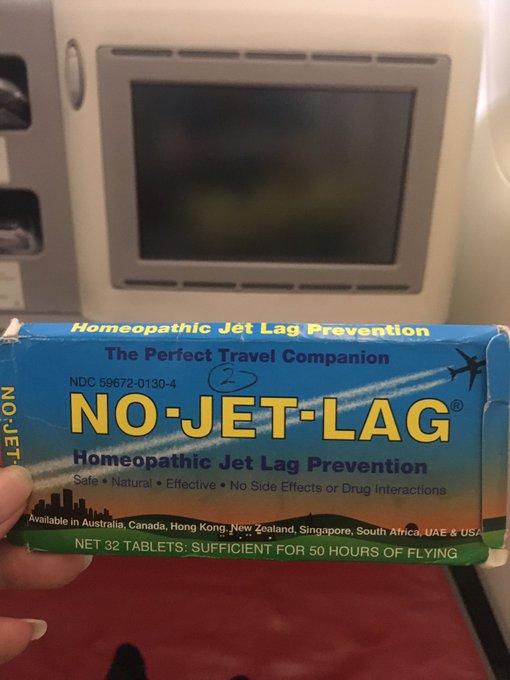 Homeopathic Jet Lag Prevention
The Perfect Travel Companion
NDC 59672-0130-4
2
NO-JET-LAG®
Homeopathic Jet Lag Prevention
Safe • Natural • Effective • No Side Effects or Drug Interactions
Available in Australia, Canada, Hong Kong, New Zealand, Singapore, South Africa, UAE & USA
NET 32 TABLETS: SUFFICIENT FOR 50 HOURS OF FLYING
NO-JET-